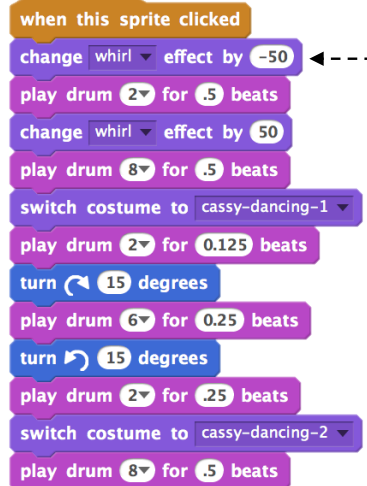 when this sprite clicked
change whirl effect by -50
play drum 2 for .5 beats
change whirl effect by 50
play drum 8 for .5 beats
switch costume to cassy-dancing-1
play drum 2 for 0.125 beats
turn 15 degrees
play drum 6 for 0.25 beats
turn 15 degrees
play drum 2 for .25 beats
switch costume to cassy-dancing-2
play drum 8 for .5 beats